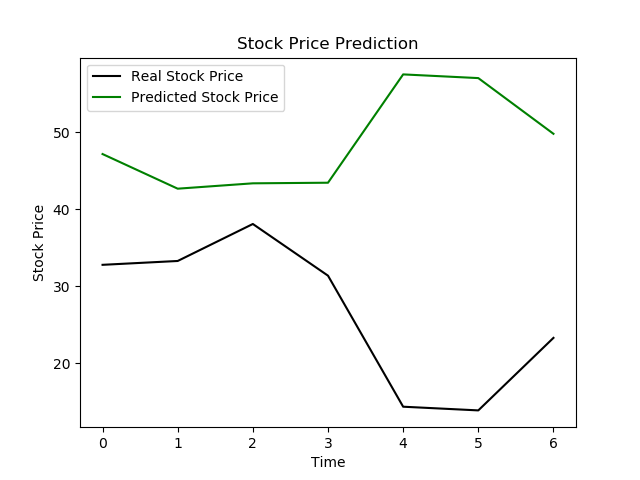 Stock Price Prediction
Real Stock Price
Predicted Stock Price
Stock Price
50
40
30
20
0 1 2 3 4 5 6
Time